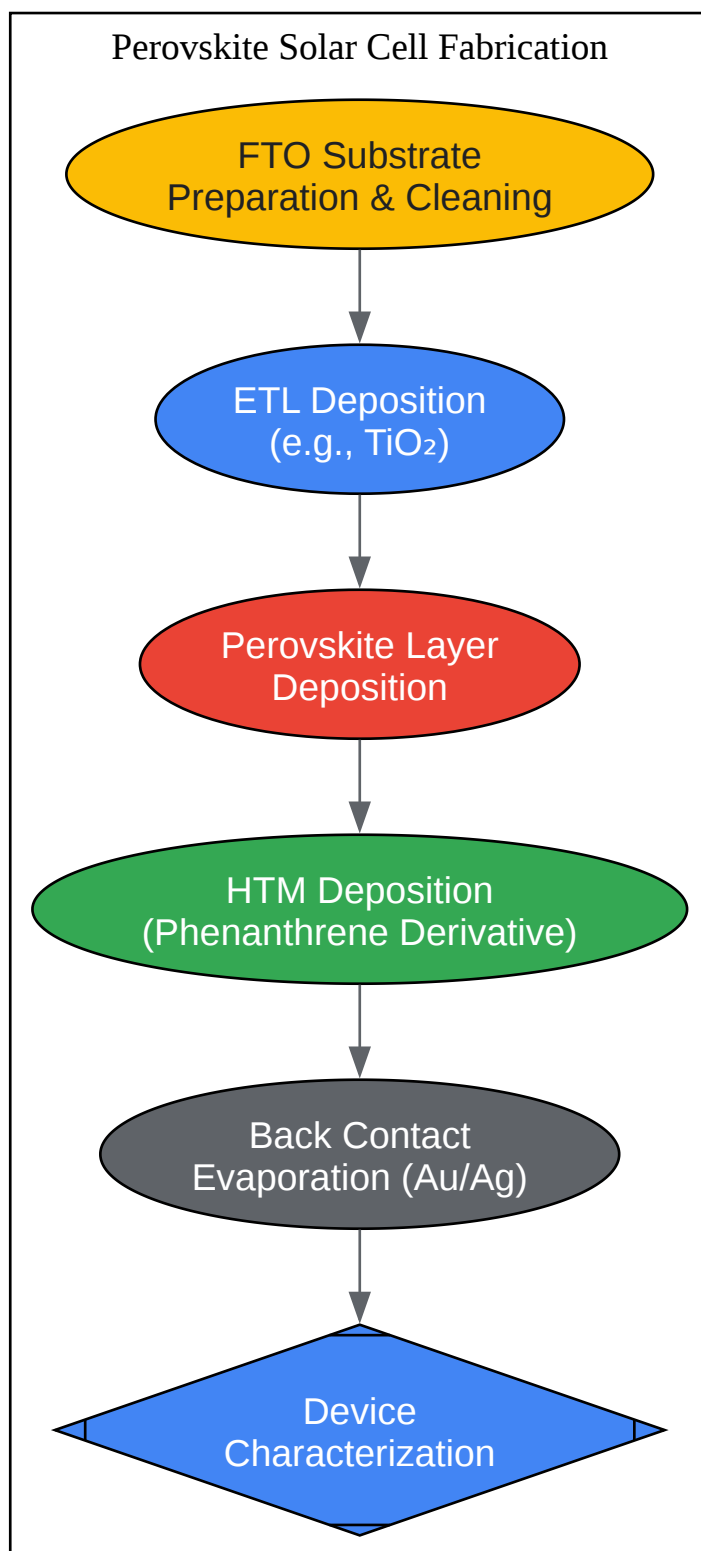 Perovskite Solar Cell Fabrication
FTO Substrate
Preparation & Cleaning
ETL Deposition
(e.g., TiO₂)
Perovskite Layer
Deposition
HTM Deposition
(Phenanthrene Derivative)
Back Contact
Evaporation (Au/Ag)
Device
Characterization